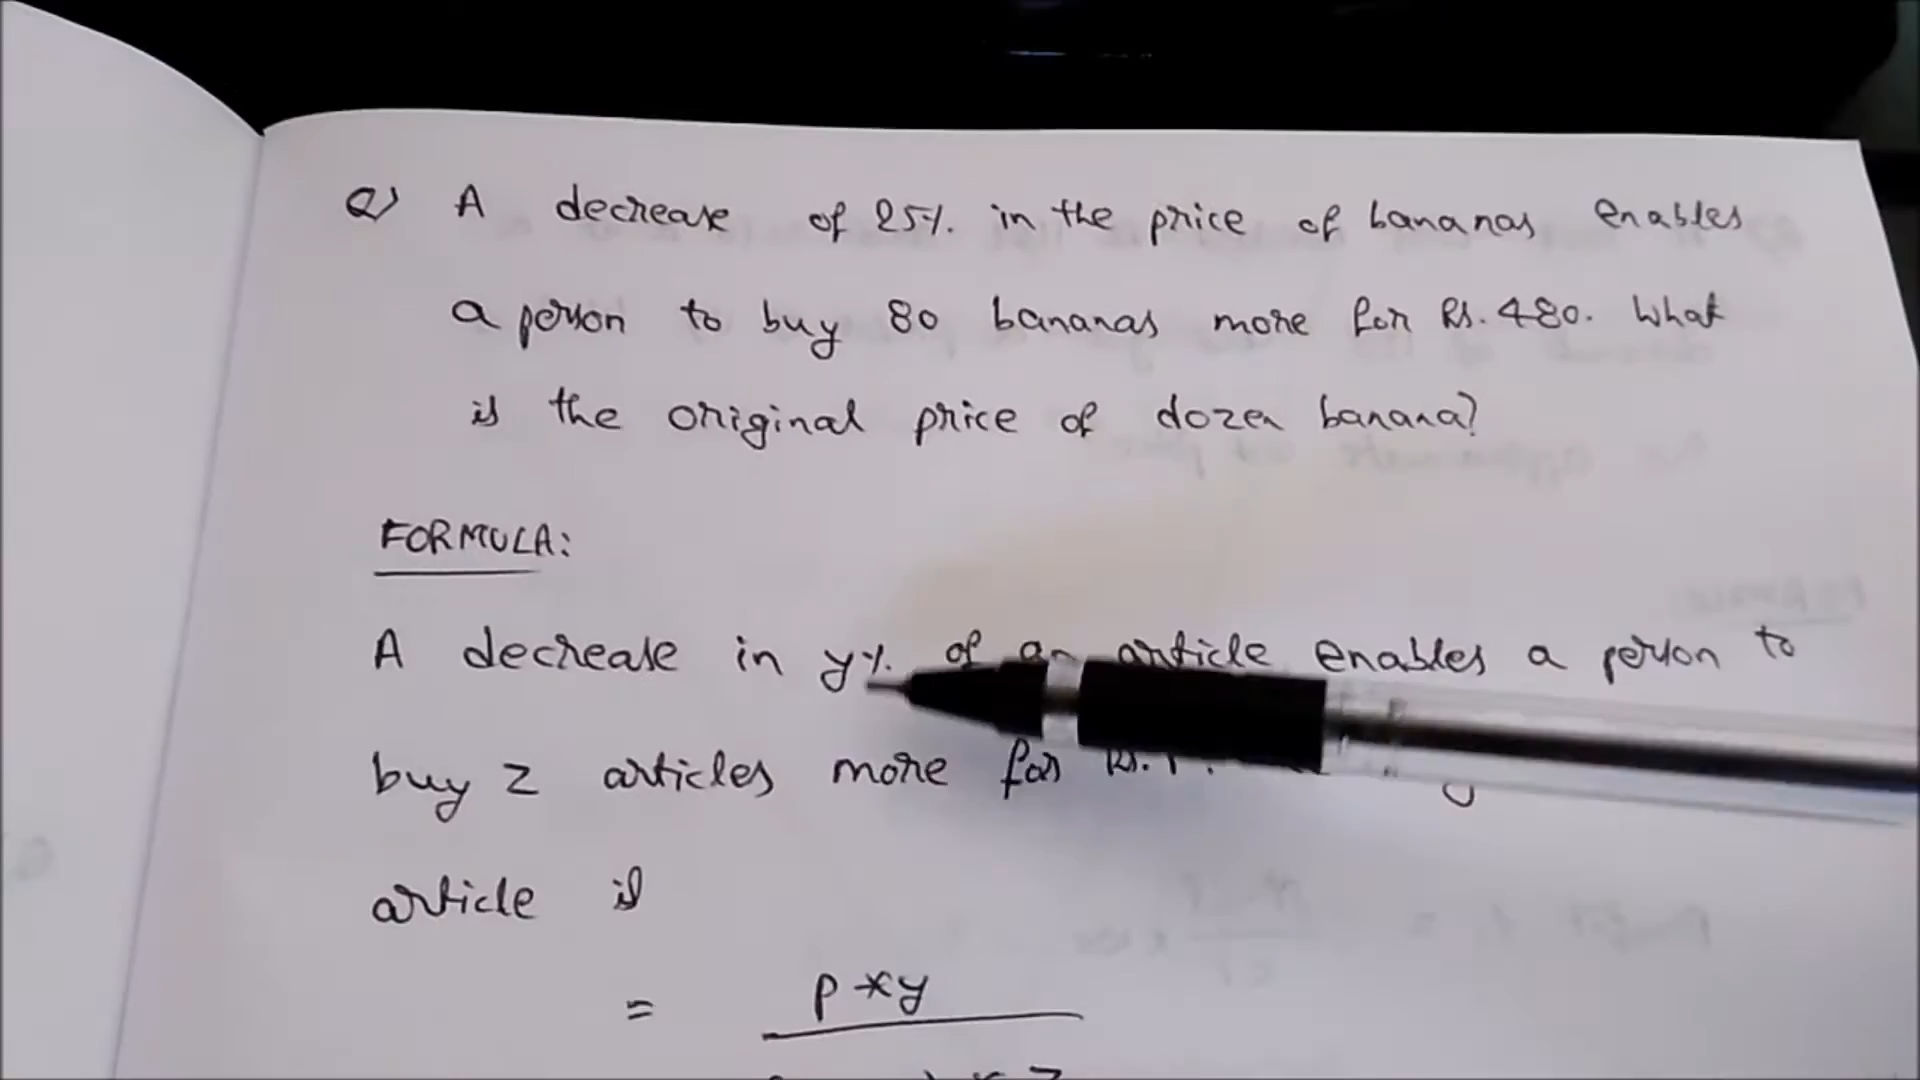 Q) A decrease of 25%. in the price of bananas enables
a person to buy 80 bananas more for Rs. 480. What
is the original price of dozen banana?
FORMULA:
A decrease in y%. of an article enables a person to
buy z articles more for Rs.
article is
= P * y